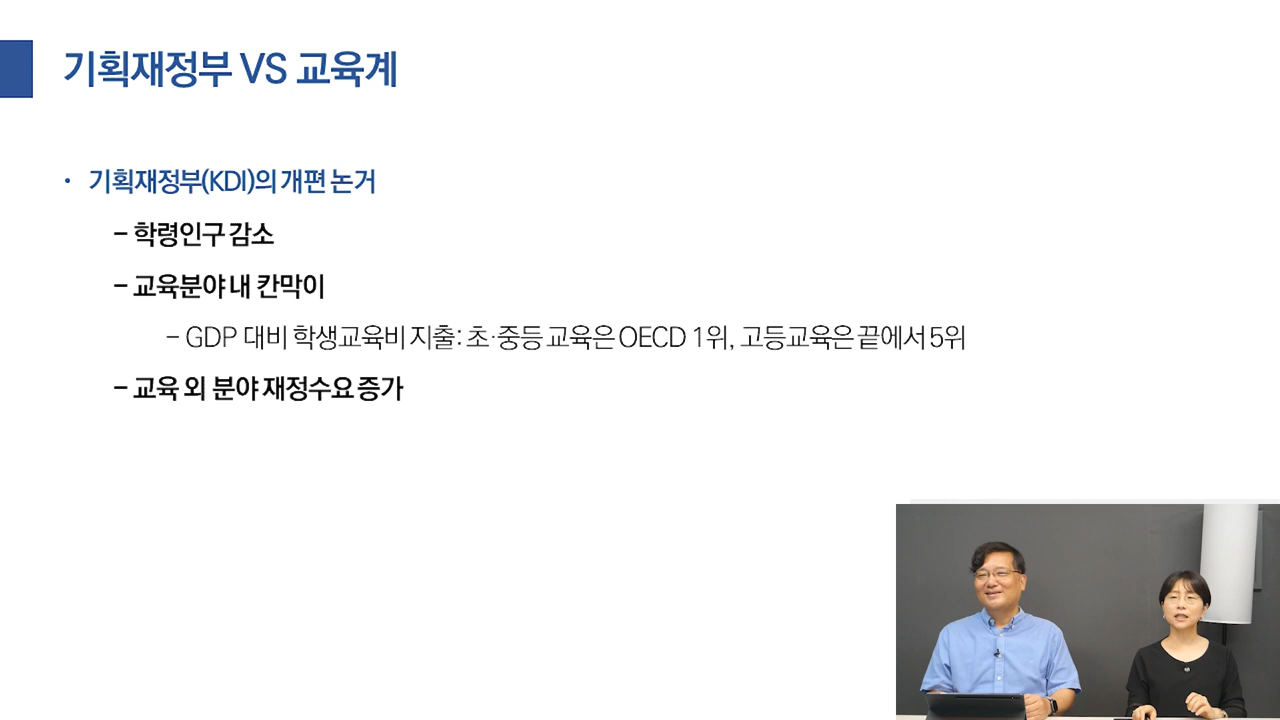 기획재정부 VS 교육계
• 기획재정부(KDI)의 개편 논거
– 학령인구 감소
– 교육분야 내 칸막이
– GDP 대비 학생교육비 지출: 초·중등 교육은 OECD 1위, 고등교육은 끝에서 5위
– 교육 외 분야 재정수요 증가